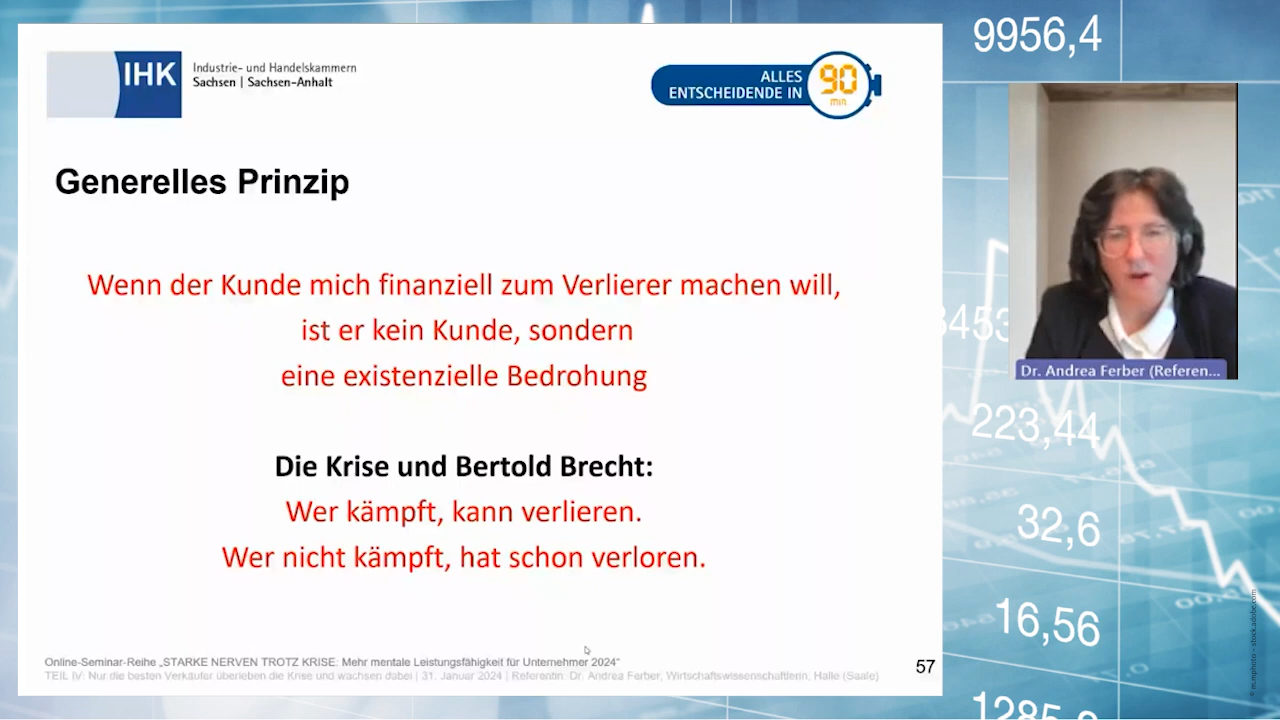 IHK
Industrie- und Handelskammern
Sachsen | Sachsen-Anhalt
ALLES
ENTSCHEIDENDE IN
90
min
Generelles Prinzip
Wenn der Kunde mich finanziell zum Verlierer machen will,
ist er kein Kunde, sondern
eine existenzielle Bedrohung
Die Krise und Bertold Brecht:
Wer kämpft, kann verlieren.
Wer nicht kämpft, hat schon verloren.
Online-Seminar-Reihe „STARKE NERVEN TROTZ KRISE: Mehr mentale Leistungsfähigkeit für Unternehmer 2024“
TEIL IV: Nur die besten Verkäufer überleben die Krise und wachsen dabei | 31. Januar 2024 | Referentin: Dr. Andrea Ferber, Wirtschaftswissenschaftlerin, Halle (Saale)
57
Dr. Andrea Ferber (Referen...
9956,4
223,44
32,6
16,56
© m.mphoto - stock.adobe.com